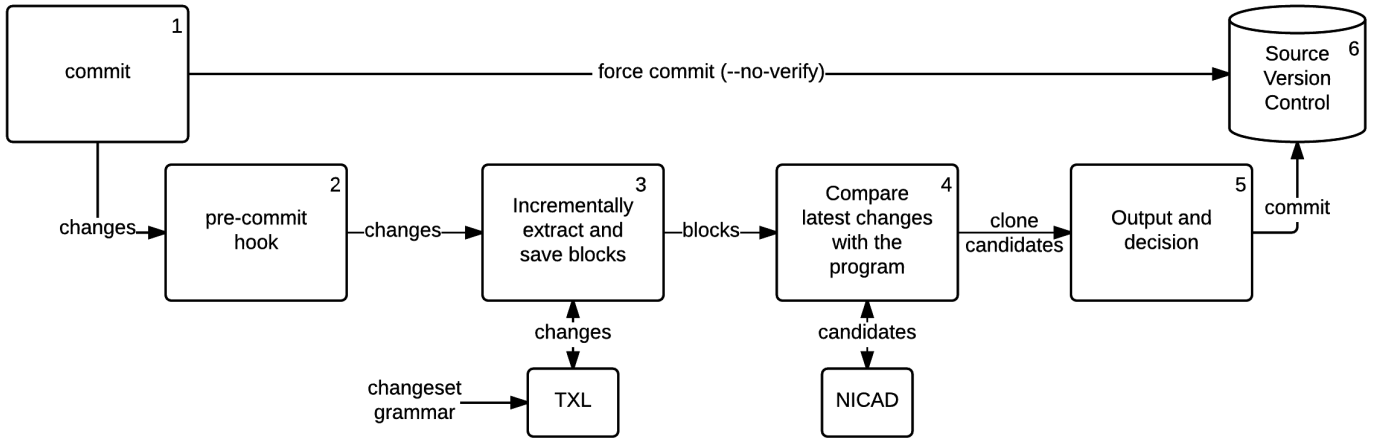 1
commit
force commit (--no-verify)
6
Source
Version
Control
changes
2
pre-commit
hook
changes
3
Incrementally
extract and
save blocks
blocks
4
Compare
latest changes
with the
program
clone
candidates
5
Output and
decision
commit
changes
candidates
changeset
grammar
TXL
NICAD